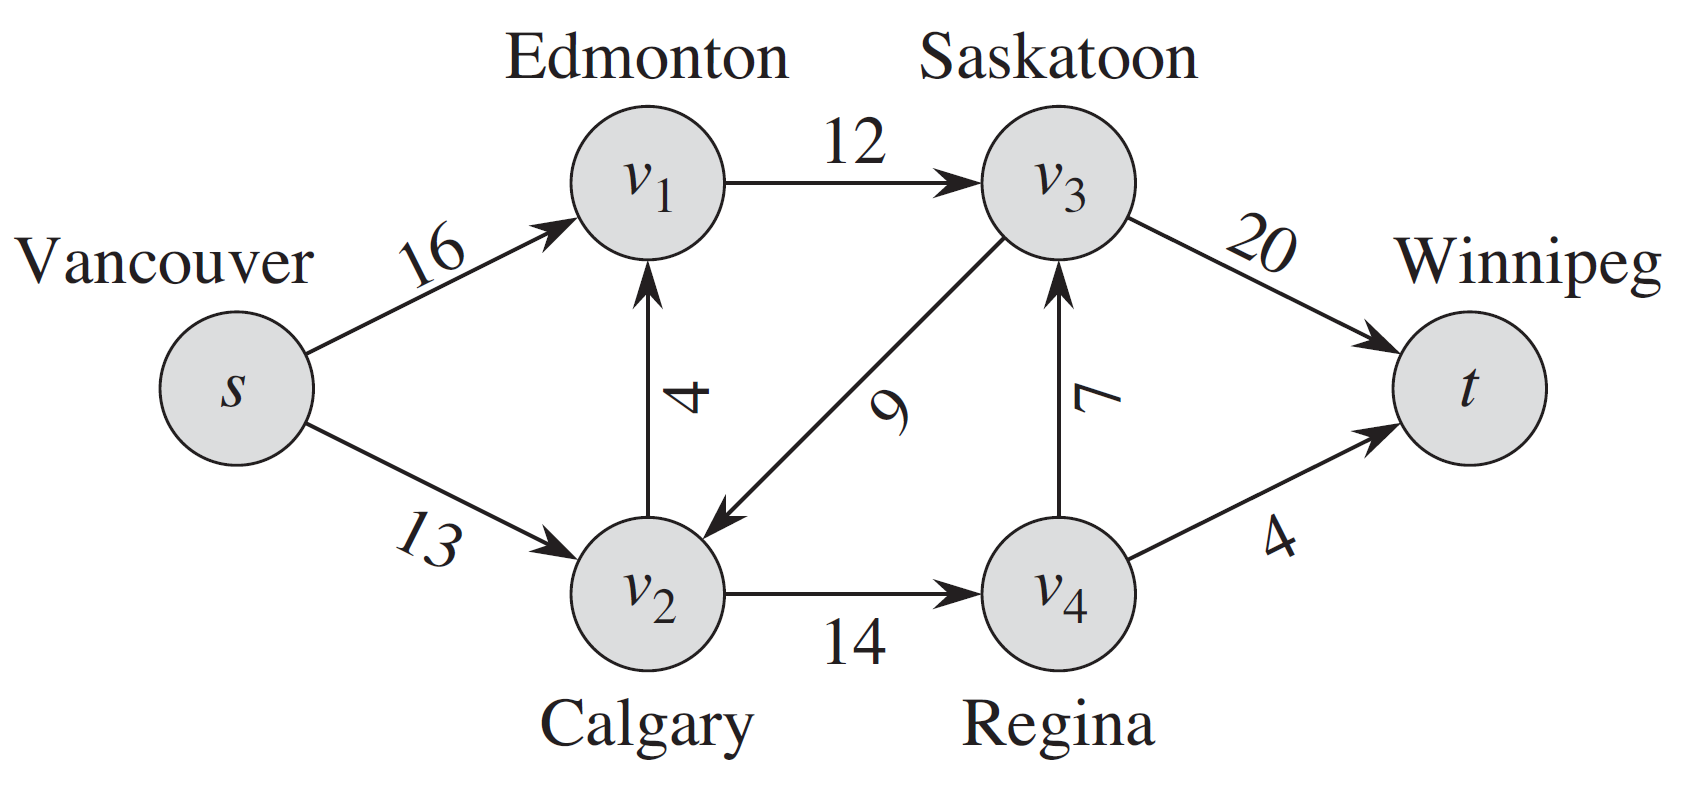 Edmonton
Saskatoon
12
v1
v3
16
20
Vancouver
Winnipeg
s
4
9
7
t
13
4
v2
v4
14
Calgary
Regina